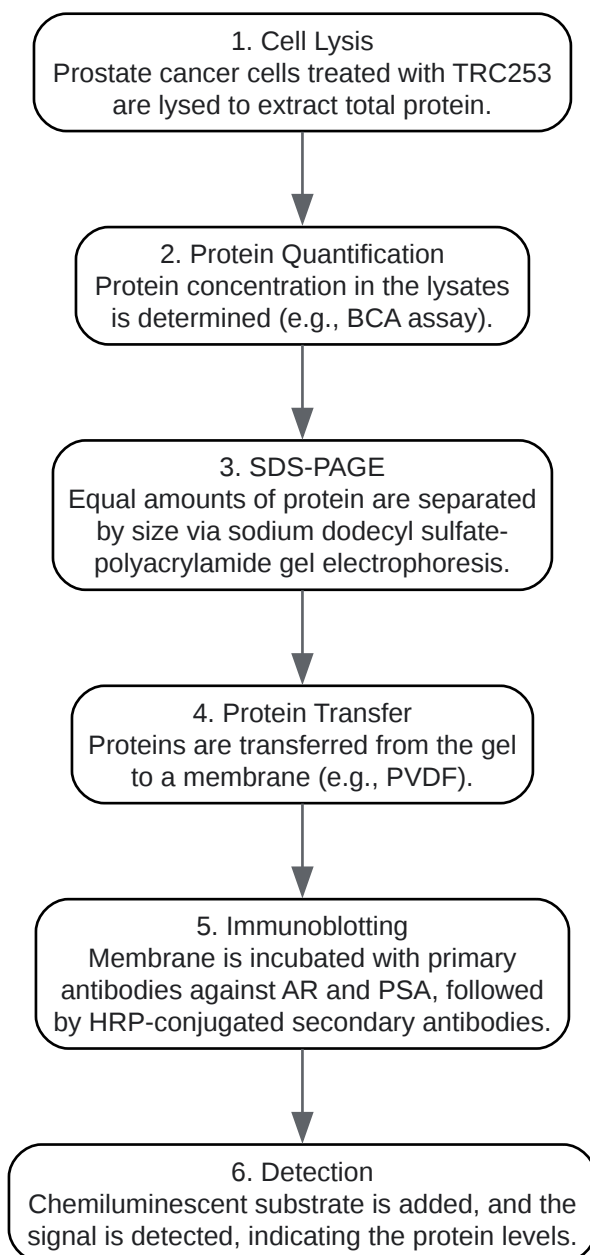 1. Cell Lysis
Prostate cancer cells treated with TRC253
are lysed to extract total protein.
2. Protein Quantification
Protein concentration in the lysates
is determined (e.g., BCA assay).
3. SDS-PAGE
Equal amounts of protein are separated
by size via sodium dodecyl sulfate-
polyacrylamide gel electrophoresis.
4. Protein Transfer
Proteins are transferred from the gel
to a membrane (e.g., PVDF).
5. Immunoblotting
Membrane is incubated with primary
antibodies against AR and PSA, followed
by HRP-conjugated secondary antibodies.
6. Detection
Chemiluminescent substrate is added, and the
signal is detected, indicating the protein levels.